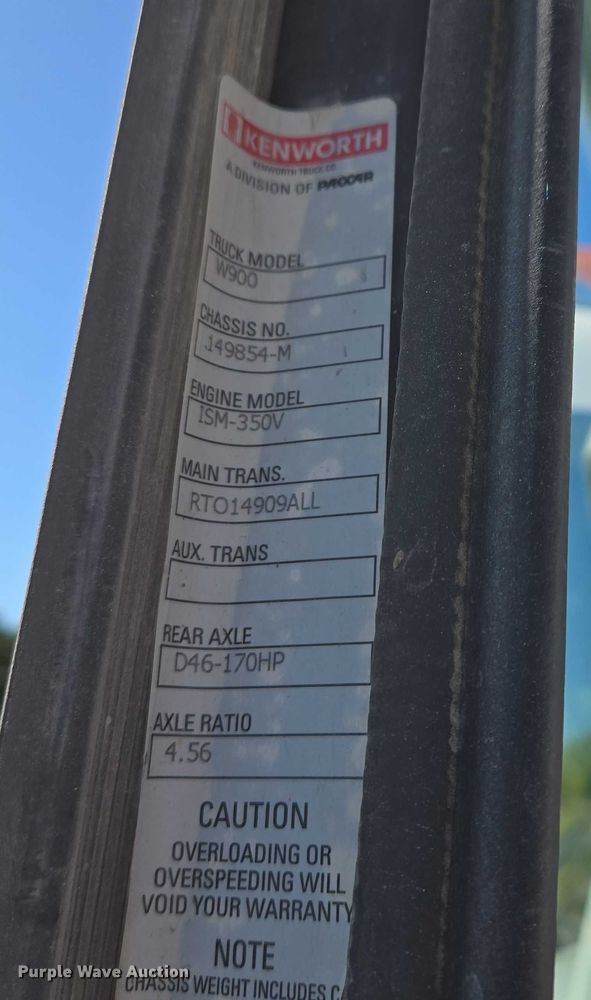 KENWORTH
KENWORTH TRUCK CO.
A DIVISION OF PACCAR
TRUCK MODEL
W900
CHASSIS NO.
149854-M
ENGINE MODEL
ISM-350V
MAIN TRANS.
RTO14909ALL
AUX. TRANS
REAR AXLE
D46-170HP
AXLE RATIO
4.56
CAUTION
OVERLOADING OR
OVERSPEEDING WILL
VOID YOUR WARRANTY
NOTE
CHASSIS WEIGHT INCLUDES
Purple Wave Auction